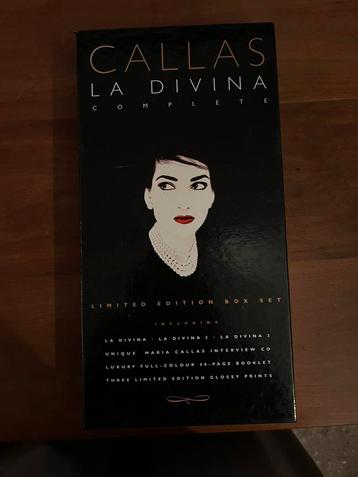 CALLAS
LA DIVINA
COMPLETE
LIMITED EDITION BOX SET
INCLUDING
LA DIVINA · LA DIVINA 2 · LA DIVINA 3
UNIQUE MARIA CALLAS INTERVIEW CD
LUXURY FULL-COLOUR 48-PAGE BOOKLET
THREE LIMITED EDITION GLOSSY PRINTS